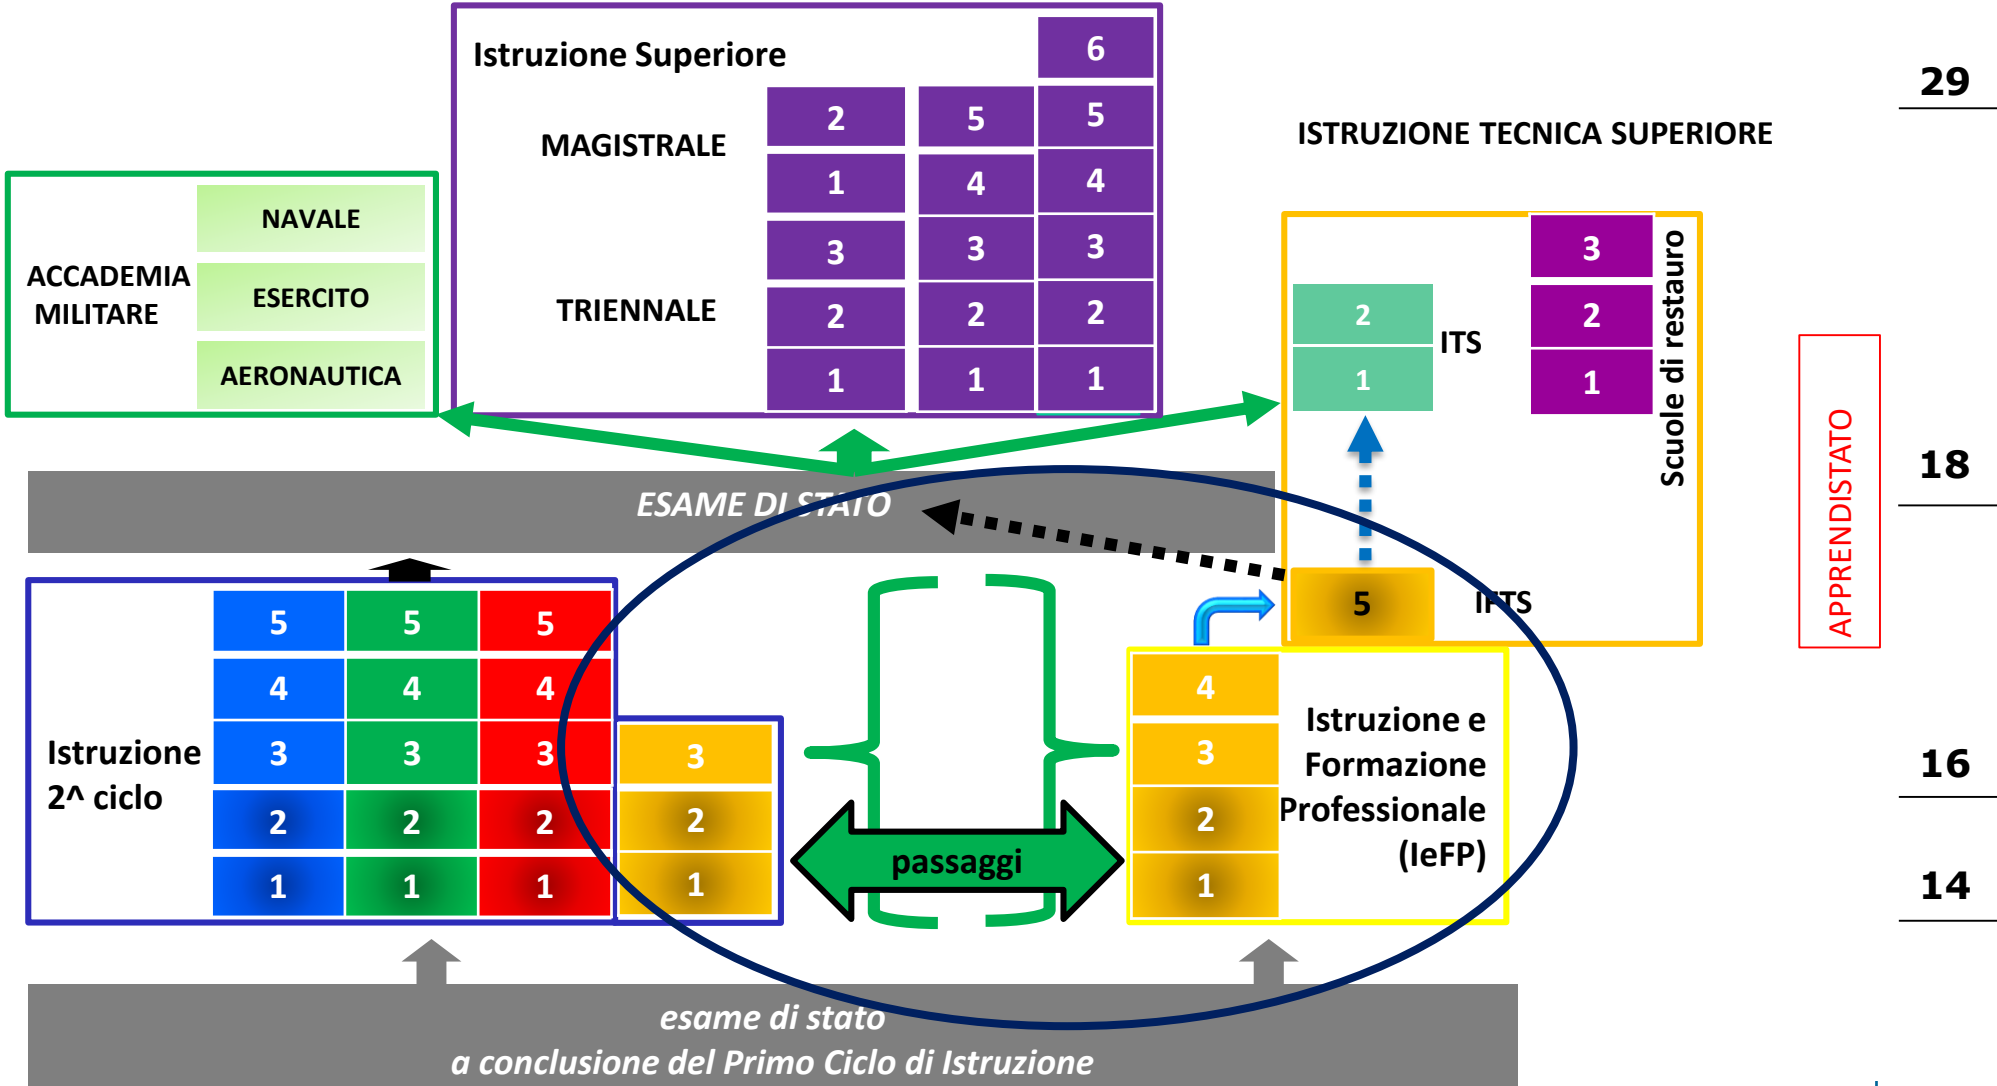 Istruzione Superiore
6
2 5 5
MAGISTRALE
1 4 4
3 3 3
TRIENNALE
2 2 2
1 1 1
ACCADEMIA
MILITARE
NAVALE
ESERCITO
AERONAUTICA
ISTRUZIONE TECNICA SUPERIORE
3
2
1
Scuole di restauro
2
1
ITS
5
IFTS
29
18
16
14
APPRENDISTATO
ESAME DI STATO
Istruzione
2^ ciclo
5 5 5
4 4 4
3 3 3
2 2 2
1 1 1
3
2
1
passaggi
4
3
2
1
Istruzione e
Formazione
Professionale
(IeFP)
esame di stato
a conclusione del Primo Ciclo di Istruzione